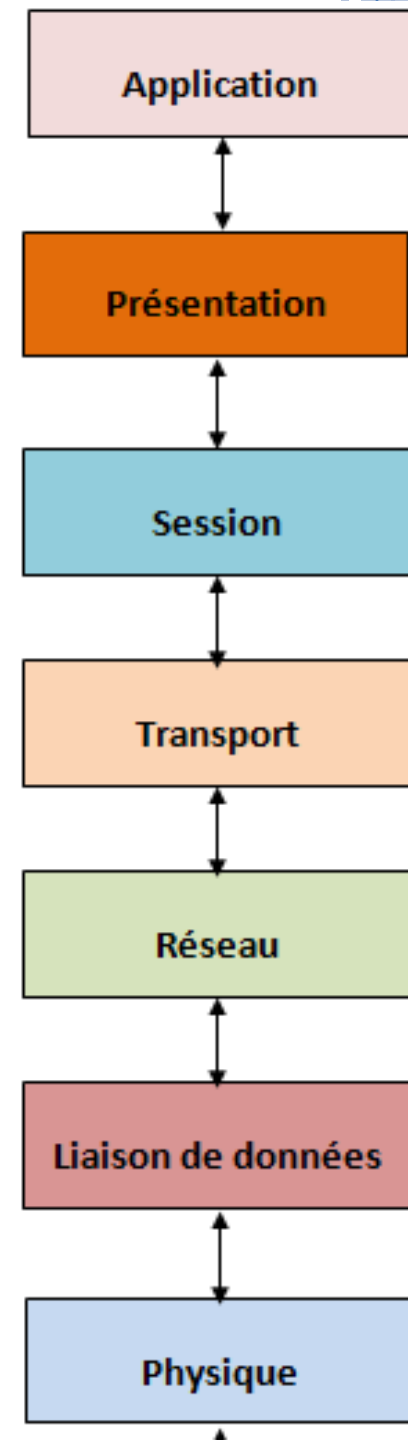 Application
Présentation
Session
Transport
Réseau
Liaison de données
Physique